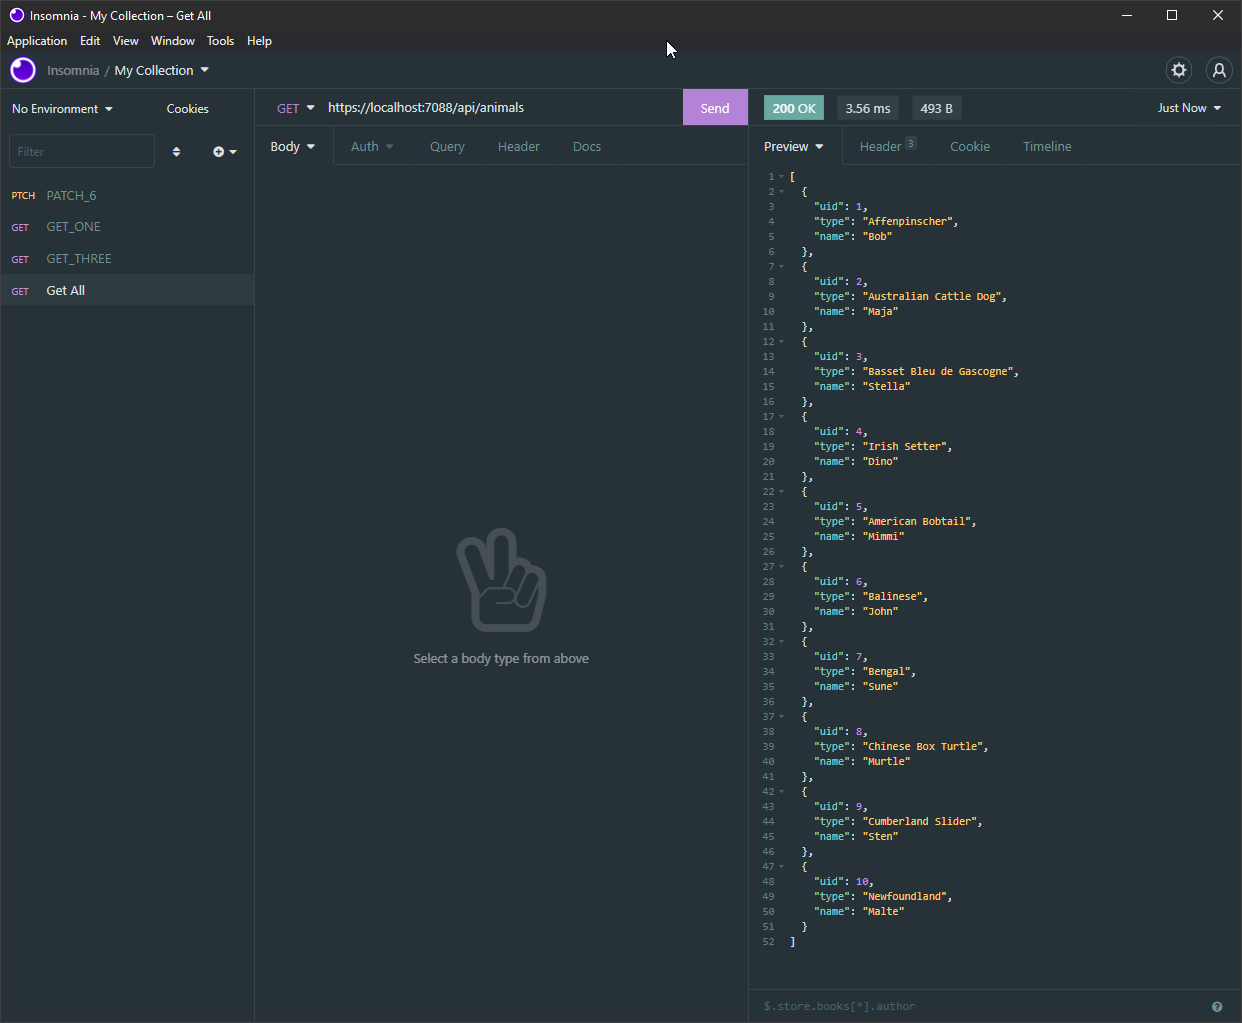 Insomnia - My Collection – Get All
Application Edit View Window Tools Help
Insomnia / My Collection
No Environment Cookies
Filter
PTCH PATCH_6
GET GET_ONE
GET GET_THREE
GET Get All
GET https://localhost:7088/api/animals Send
Body Auth Query Header Docs
Select a body type from above
200 OK 3.56 ms 493 B Just Now
Preview Header 3 Cookie Timeline
1 [
2 {
3 "uid": 1,
4 "type": "Affenpinscher",
5 "name": "Bob"
6 },
7 {
8 "uid": 2,
9 "type": "Australian Cattle Dog",
10 "name": "Maja"
11 },
12 {
13 "uid": 3,
14 "type": "Basset Bleu de Gascogne",
15 "name": "Stella"
16 },
17 {
18 "uid": 4,
19 "type": "Irish Setter",
20 "name": "Dino"
21 },
22 {
23 "uid": 5,
24 "type": "American Bobtail",
25 "name": "Mimmi"
26 },
27 {
28 "uid": 6,
29 "type": "Balinese",
30 "name": "John"
31 },
32 {
33 "uid": 7,
34 "type": "Bengal",
35 "name": "Sune"
36 },
37 {
38 "uid": 8,
39 "type": "Chinese Box Turtle",
40 "name": "Murtle"
41 },
42 {
43 "uid": 9,
44 "type": "Cumberland Slider",
45 "name": "Sten"
46 },
47 {
48 "uid": 10,
49 "type": "Newfoundland",
50 "name": "Malte"
51 }
52 ]
$.store.books[*].author